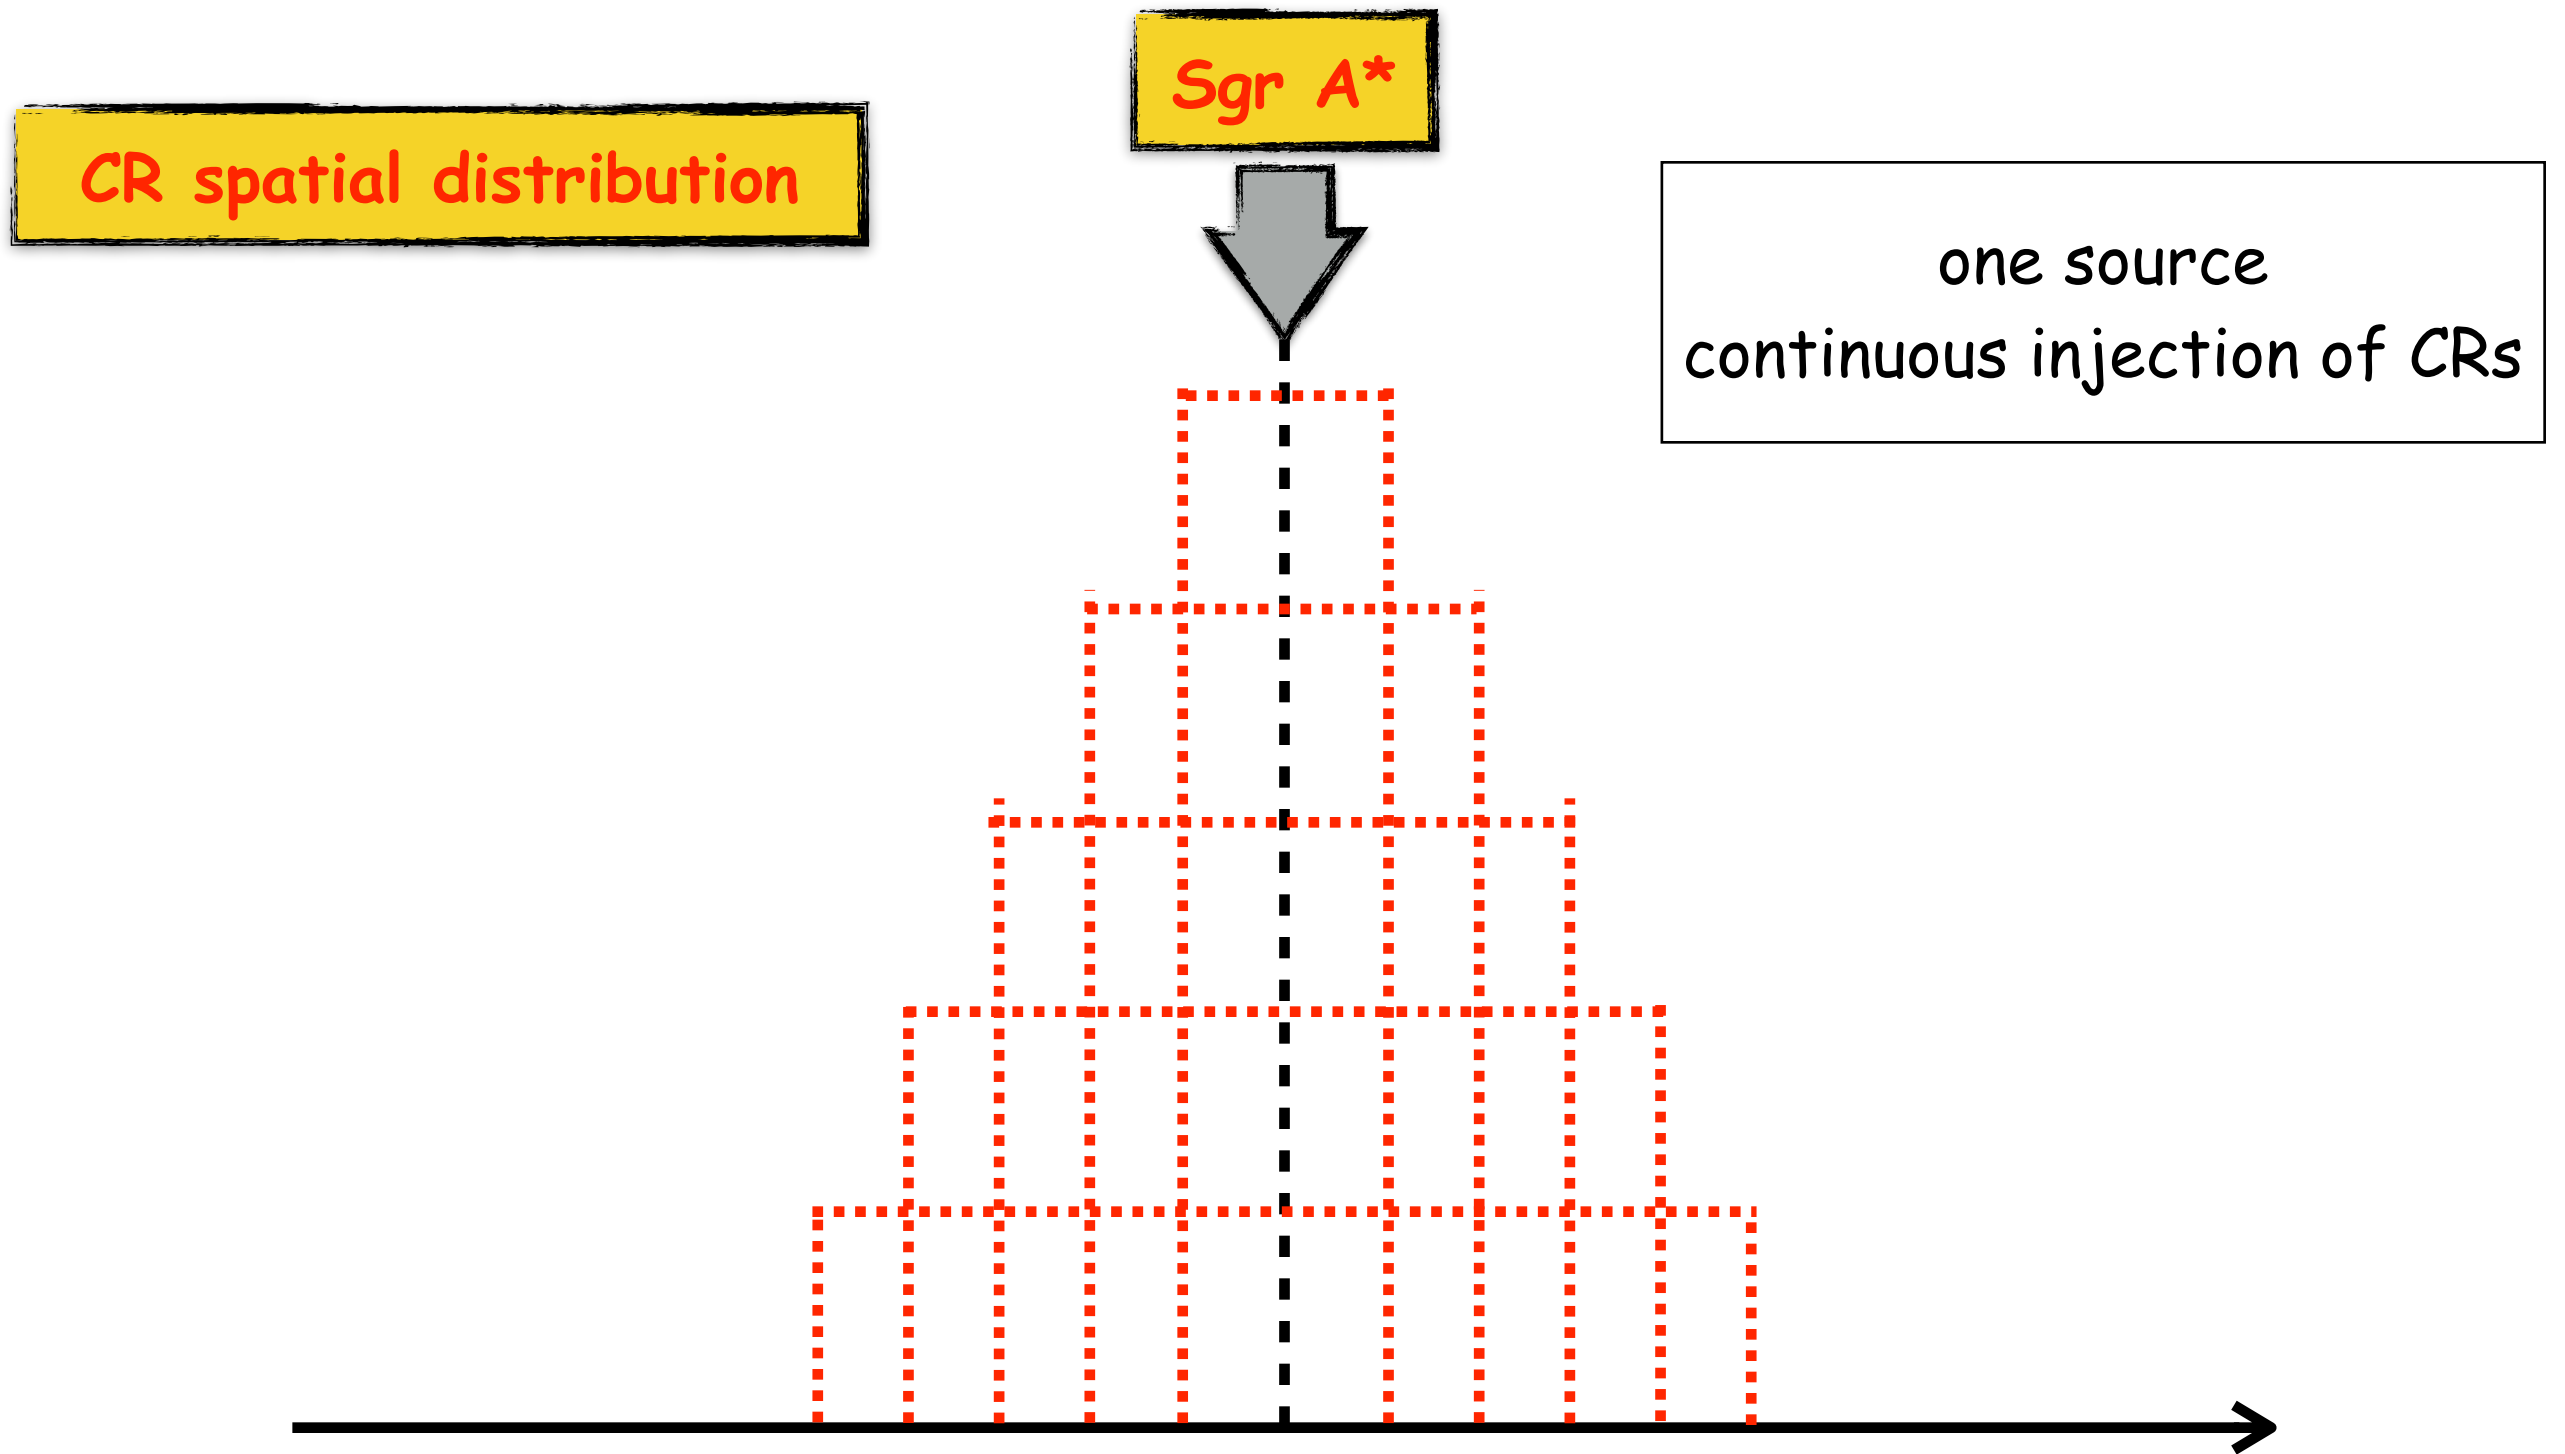 Sgr A*
CR spatial distribution
one source
continuous injection of CRs